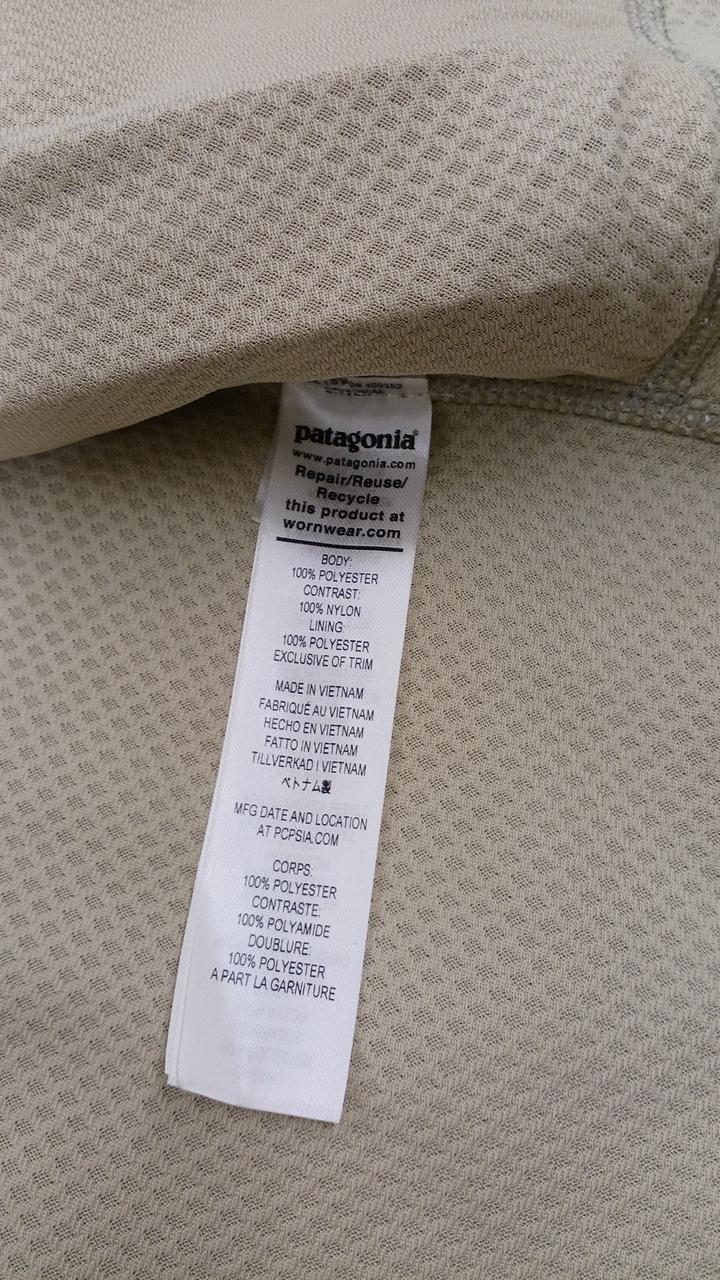 patagonia®
www.patagonia.com
Repair/Reuse/
Recycle
this product at
wornwear.com
BODY:
100% POLYESTER
CONTRAST:
100% NYLON
LINING:
100% POLYESTER
EXCLUSIVE OF TRIM
MADE IN VIETNAM
FABRIQUÉ AU VIETNAM
HECHO EN VIETNAM
FATTO IN VIETNAM
TILLVERKAD I VIETNAM
ベトナム製
MFG DATE AND LOCATION
AT PCPSIA.COM
CORPS:
100% POLYESTER
CONTRASTE:
100% POLYAMIDE
DOUBLURE:
100% POLYESTER
A PART LA GARNITURE